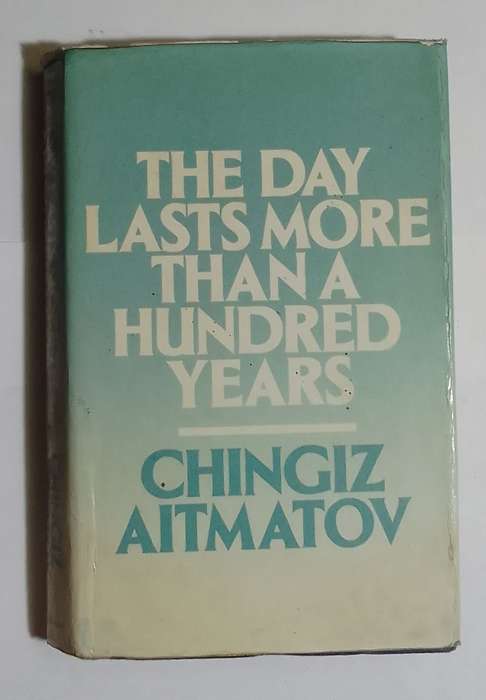 THE DAY
LASTS MORE
THAN A
HUNDRED
YEARS
CHINGIZ
AITMATOV